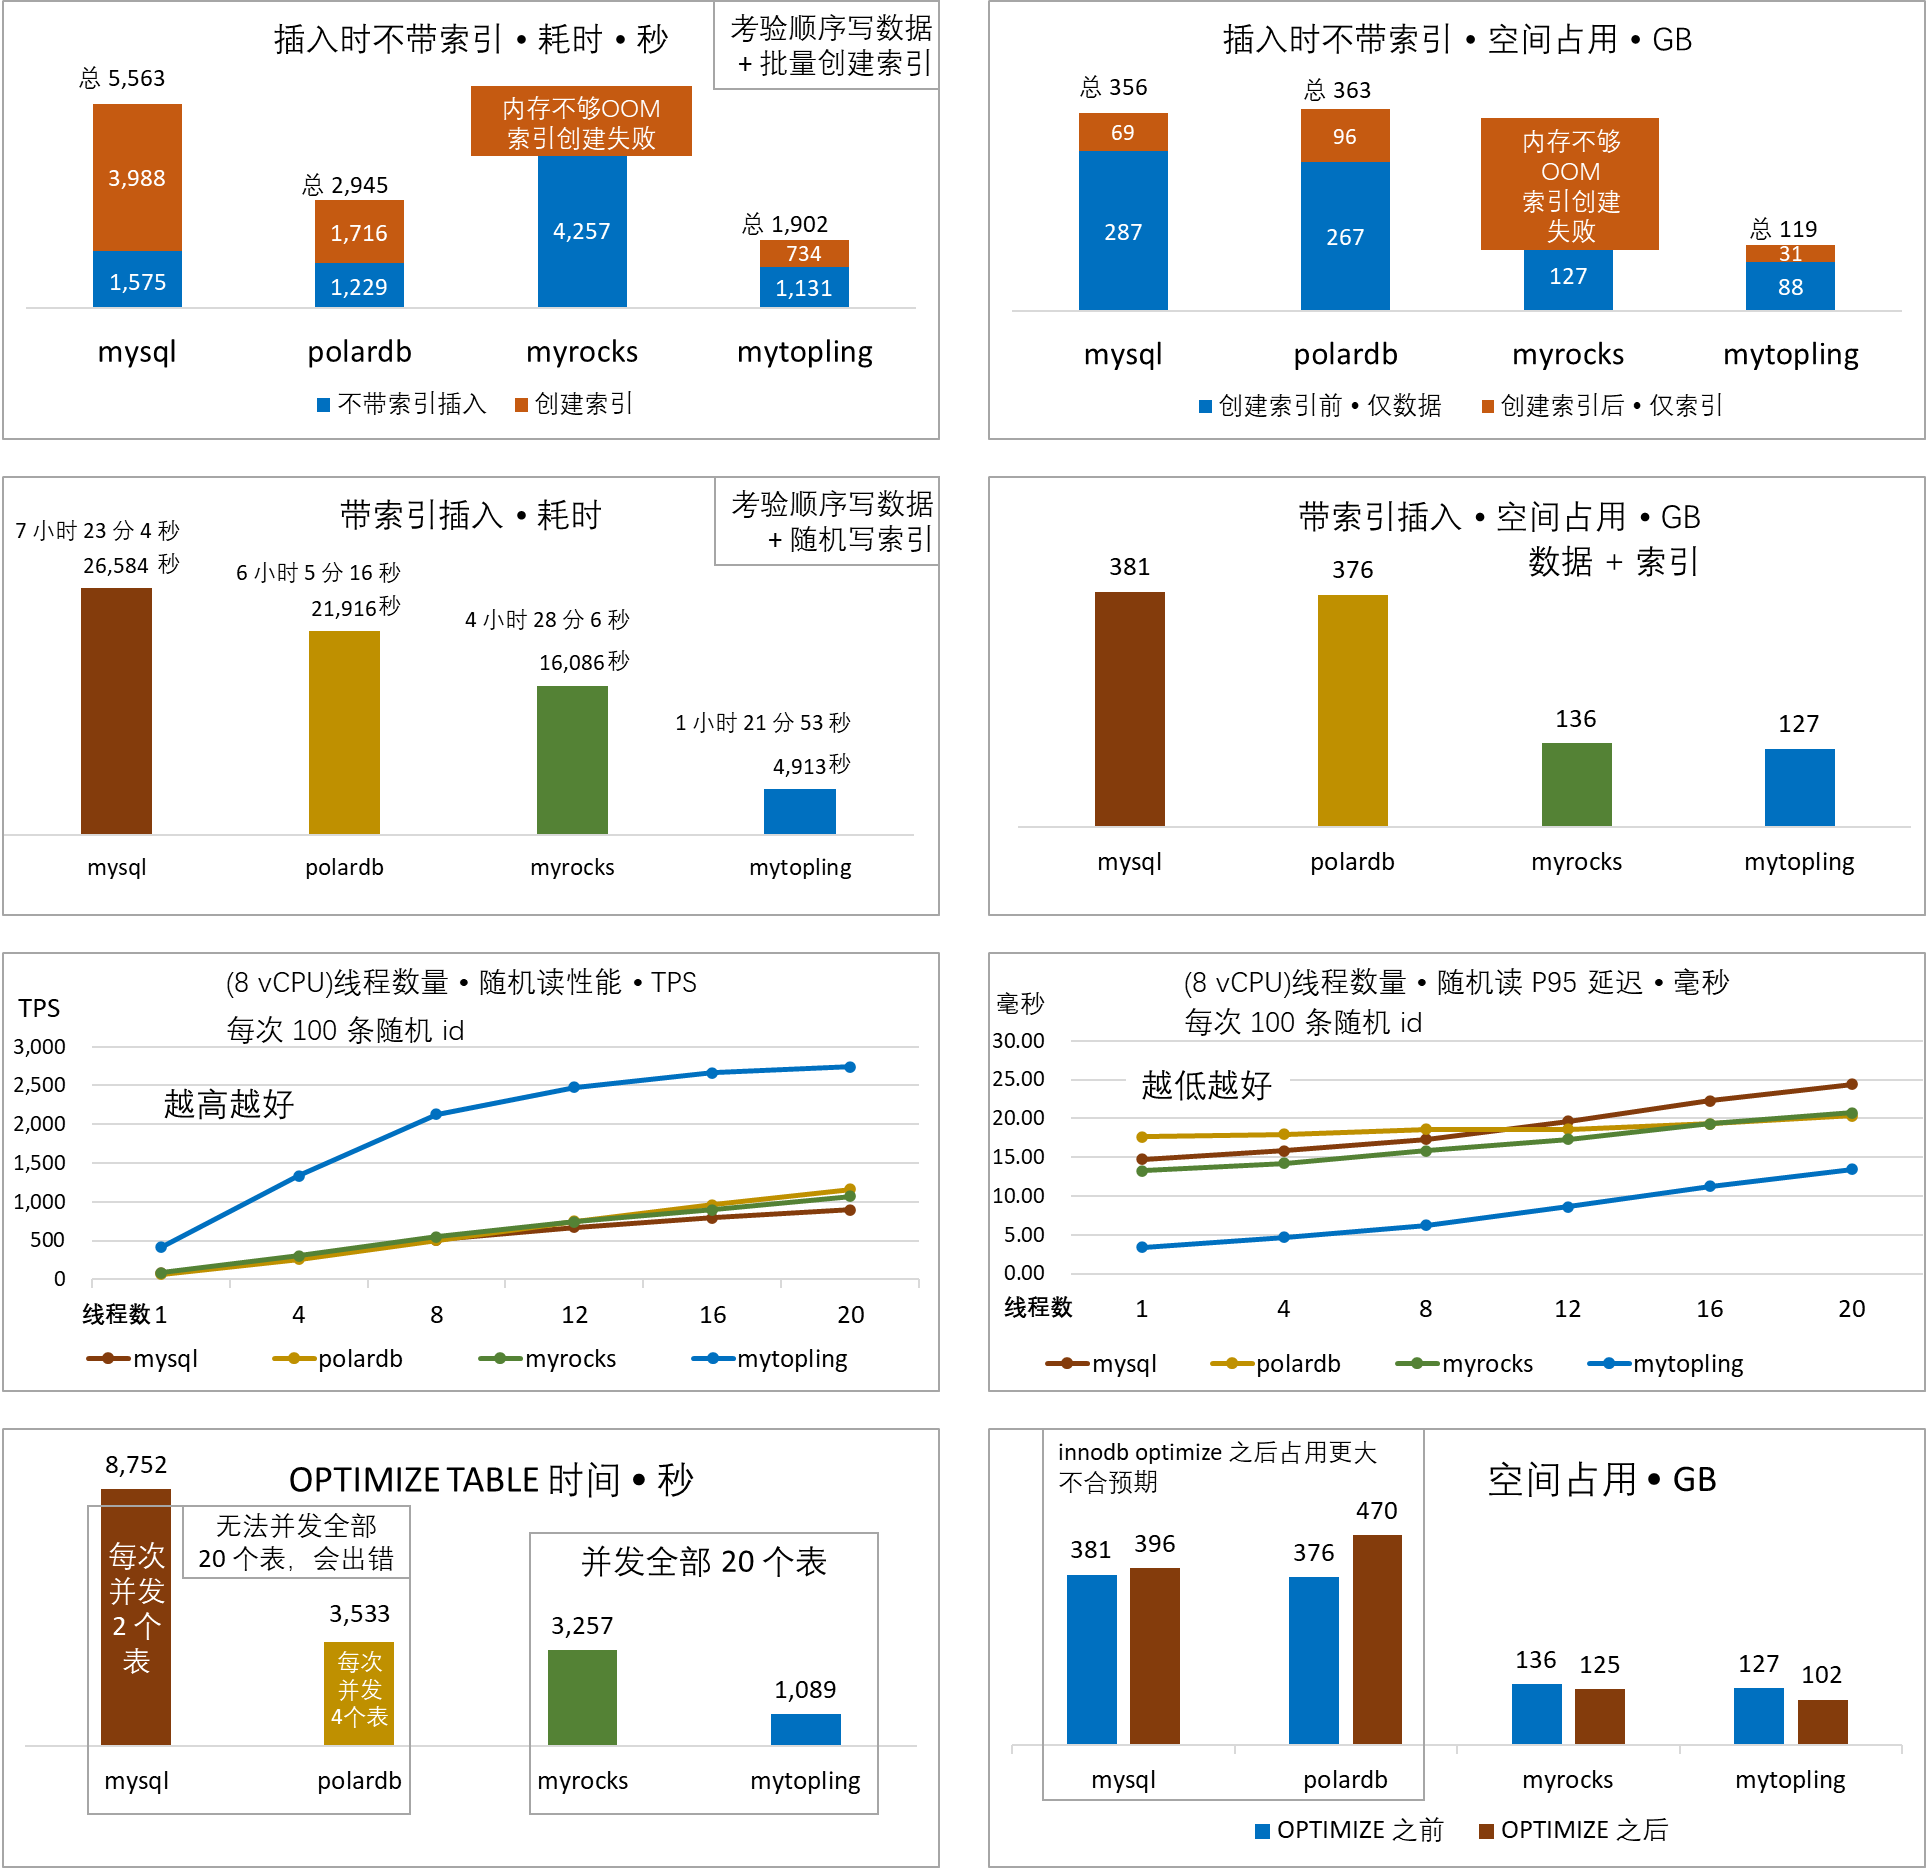 插入时不带索引 • 耗时 • 秒
考验顺序写数据
+ 批量创建索引
总 5,563
3,988
1,575
总 2,945
1,716
1,229
内存不够OOM
索引创建失败
4,257
总 1,902
734
1,131
mysql
polardb
myrocks
mytopling
不带索引插入
创建索引
插入时不带索引 • 空间占用 • GB
总 356
69
287
总 363
96
267
内存不够
OOM
索引创建
失败
127
总 119
31
88
mysql
polardb
myrocks
mytopling
创建索引前 • 仅数据
创建索引后 • 仅索引
带索引插入 • 耗时
考验顺序写数据
+ 随机写索引
7 小时 23 分 4 秒
26,584 秒
6 小时 5 分 16 秒
21,916秒
4 小时 28 分 6 秒
16,086秒
1 小时 21 分 53 秒
4,913秒
mysql
polardb
myrocks
mytopling
带索引插入 • 空间占用 • GB
数据 + 索引
381
376
136
127
mysql
polardb
myrocks
mytopling
(8 vCPU)线程数量 • 随机读性能 • TPS
每次 100 条随机 id
TPS
越高越好
3,000
2,500
2,000
1,500
1,000
500
0
线程数 1
4
8
12
16
20
mysql
polardb
myrocks
mytopling
(8 vCPU)线程数量 • 随机读 P95 延迟 • 毫秒
每次 100 条随机 id
毫秒
越低越好
30.00
25.00
20.00
15.00
10.00
5.00
0.00
线程数
1
4
8
12
16
20
mysql
polardb
myrocks
mytopling
OPTIMIZE TABLE 时间 • 秒
8,752
每次
并发
2 个
表
无法并发全部
20 个表，会出错
3,533
每次
并发
4个表
并发全部 20 个表
3,257
1,089
mysql
polardb
myrocks
mytopling
innodb optimize 之后占用更大
不合预期
空间占用 • GB
381
396
376
470
136
125
127
102
mysql
polardb
myrocks
mytopling
OPTIMIZE 之前
OPTIMIZE 之后